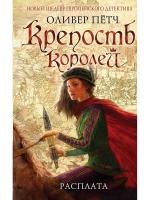 НОВЫЙ ШЕДЕВР ЕВРОПЕЙСКОГО ДЕТЕКТИВА
ОЛИВЕР ПЁТЧ
Крепость
Королей
РАСПЛАТА